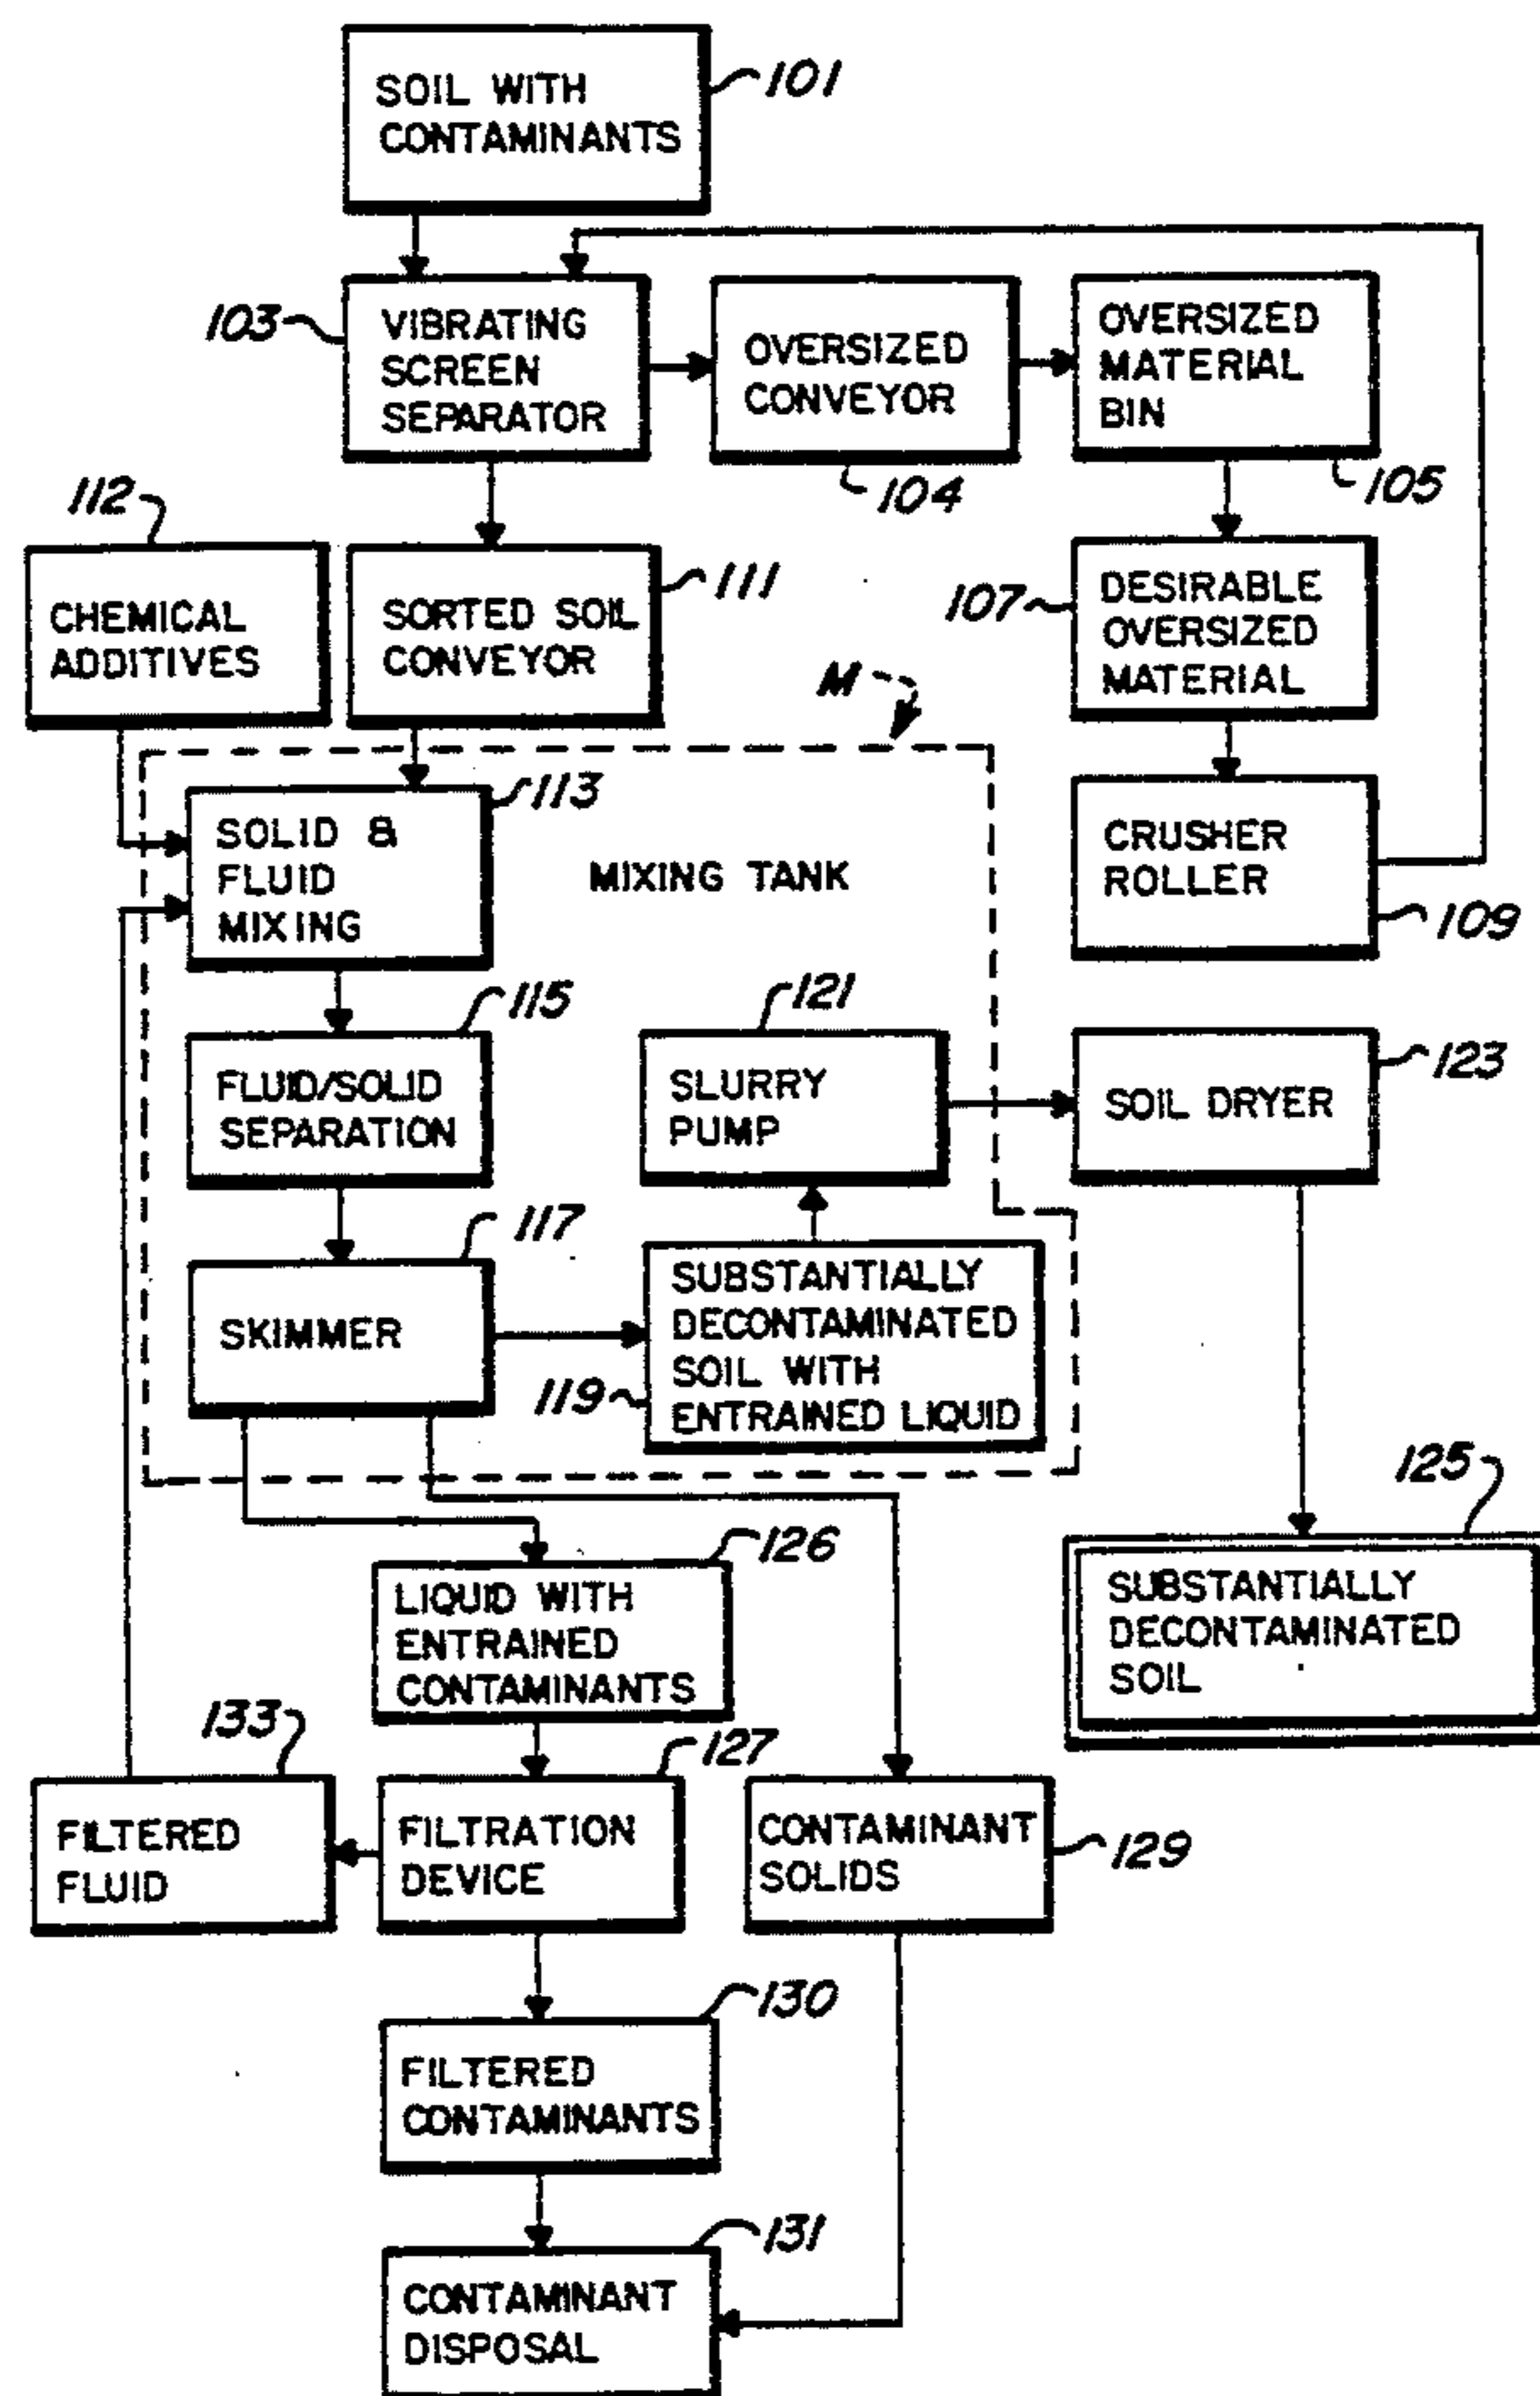 SOIL WITH
CONTAMINANTS
101
103
VIBRATING
SCREEN
SEPARATOR
OVERSIZED
CONVEYOR
104
OVERSIZED
MATERIAL
BIN
105
112
CHEMICAL
ADDITIVES
SORTED SOIL
CONVEYOR
111
107
DESIRABLE
OVERSIZED
MATERIAL
M
113
SOLID &
FLUID
MIXING
MIXING TANK
CRUSHER
ROLLER
109
115
FLUID/SOLID
SEPARATION
121
SLURRY
PUMP
SOIL DRYER
123
117
SKIMMER
SUBSTANTIALLY
DECONTAMINATED
SOIL WITH
ENTRAINED LIQUID
119
125
SUBSTANTIALLY
DECONTAMINATED
SOIL
126
LIQUID WITH
ENTRAINED
CONTAMINANTS
133
FILTERED
FLUID
127
FILTRATION
DEVICE
CONTAMINANT
SOLIDS
129
130
FILTERED
CONTAMINANTS
131
CONTAMINANT
DISPOSAL